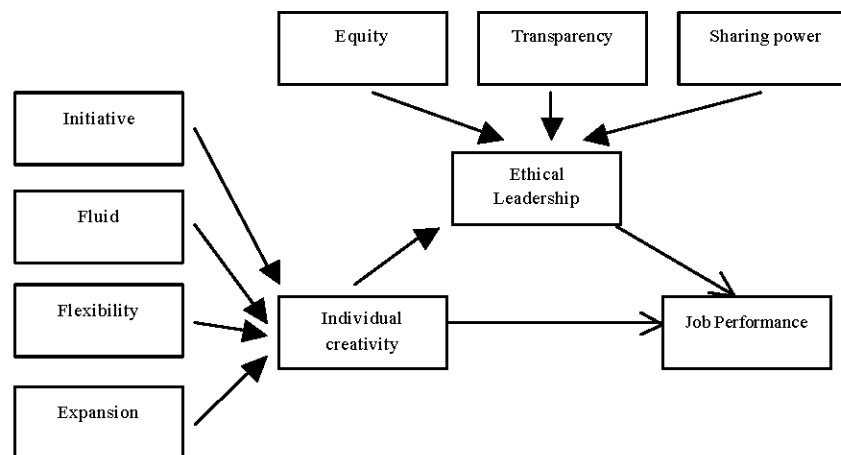 Equity
Transparency
Sharing power
Initiative
Ethical
Leadership
Fluid
Flexibility
Individual
creativity
Job Performance
Expansion